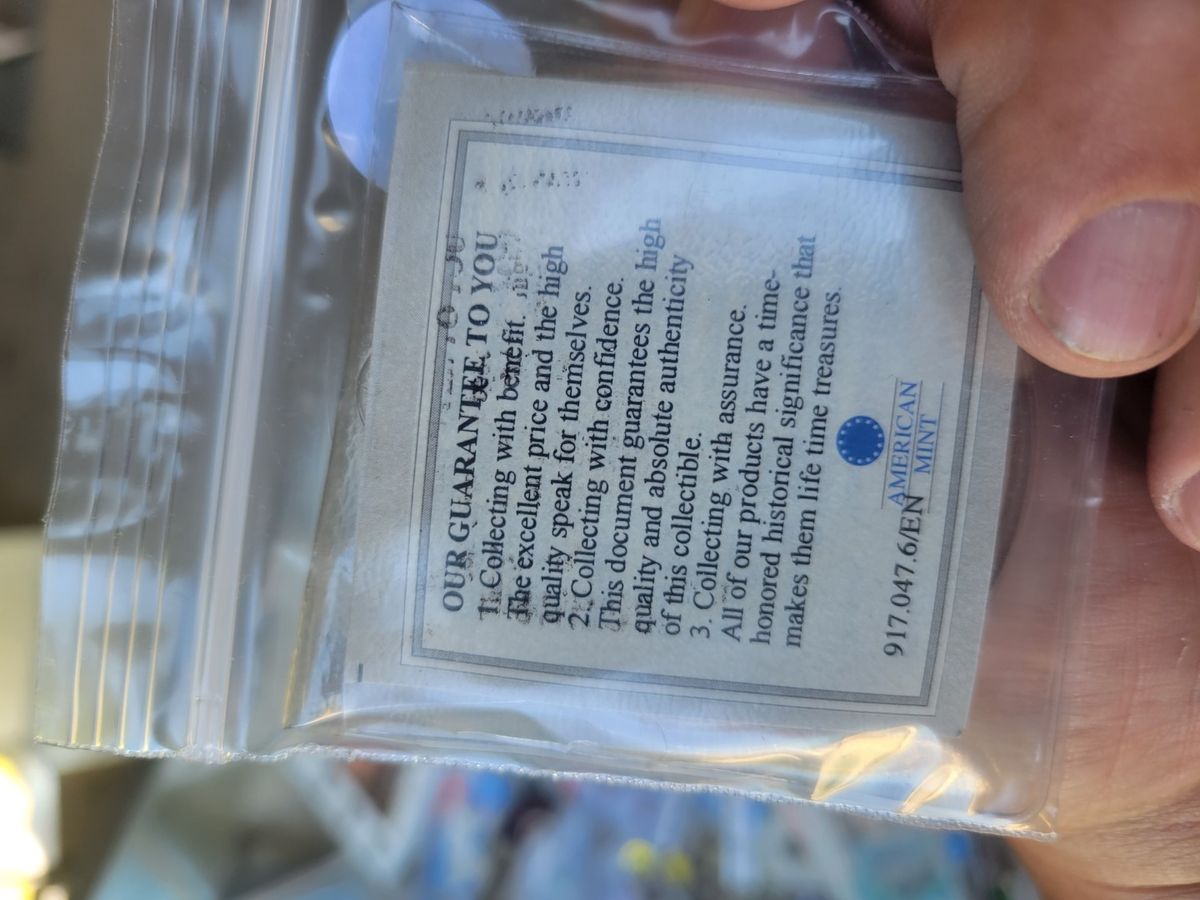 OUR GUARANTEE TO YOU
1. Collecting with benefit.
The excellent price and the high
quality speak for themselves.
2. Collecting with confidence.
This document guarantees the high
quality and absolute authenticity
of this collectible.
3. Collecting with assurance.
All of our products have a time-
honored historical significance that
makes them life time treasures.
AMERICAN
MINT
917.047.6/EN